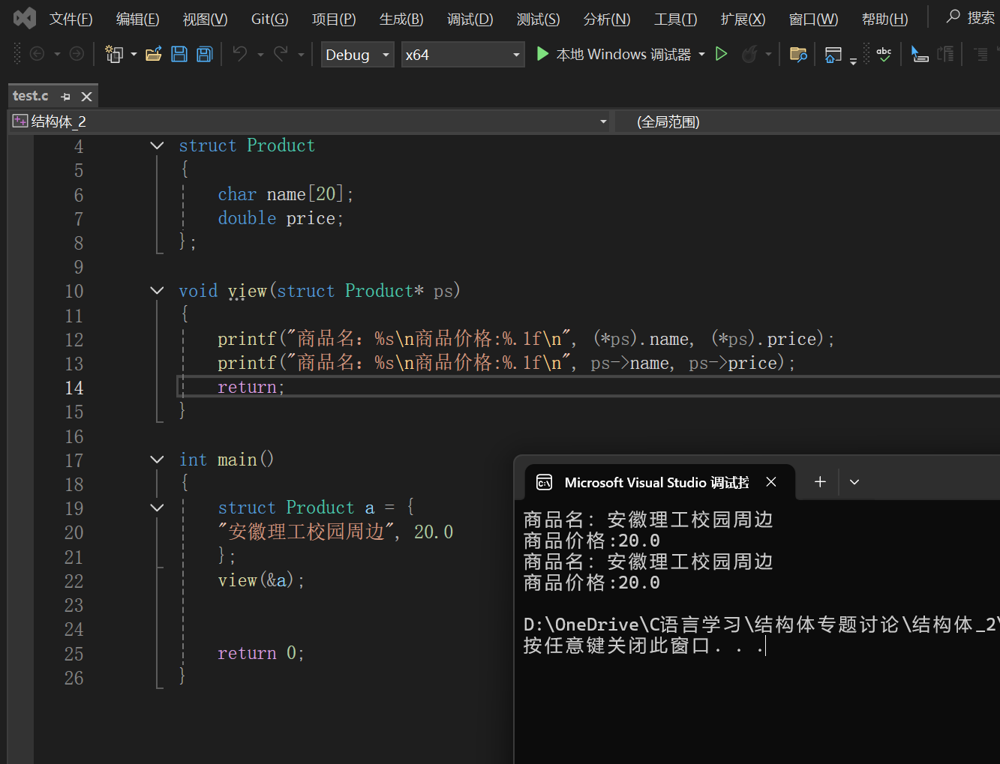 文件(F) 编辑(E) 视图(V) Git(G) 项目(P) 生成(B) 调试(D) 测试(S) 分析(N) 工具(T) 扩展(X) 窗口(W) 帮助(H) 搜索
Debug x64 本地 Windows 调试器 abc
test.c
结构体_2 (全局范围)
4 struct Product
5 {
6 char name[20];
7 double price;
8 };
9
10 void view(struct Product* ps)
11 {
12 printf("商品名：%s\n商品价格:%.1f\n", (*ps).name, (*ps).price);
13 printf("商品名：%s\n商品价格:%.1f\n", ps->name, ps->price);
14 return;
15 }
16
17 int main()
18 {
19 struct Product a = {
20 "安徽理工校园周边", 20.0
21 };
22 view(&a);
23
24
25 return 0;
26 }
Microsoft Visual Studio 调试控
商品名：安徽理工校园周边
商品价格:20.0
商品名：安徽理工校园周边
商品价格:20.0
D:\OneDrive\C语言学习\结构体专题讨论\结构体_2\
按任意键关闭此窗口. . .